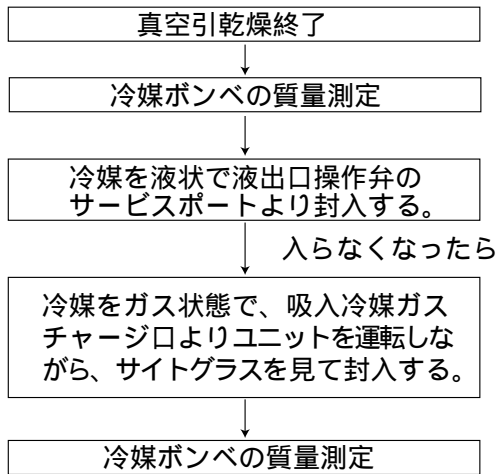 真空引乾燥終了
冷媒ボンベの質量測定
冷媒を液状で液出口操作弁の
サービスポートより封入する。
入らなくなったら
冷媒をガス状態で、吸入冷媒ガス
チャージ口よりユニットを運転しな
がら、サイトグラスを見て封入する。
冷媒ボンベの質量測定